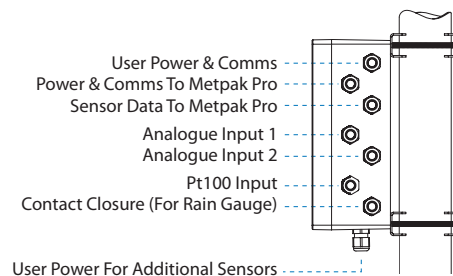 User Power & Comms
Power & Comms To Metpak Pro
Sensor Data To Metpak Pro
Analogue Input 1
Analogue Input 2
Pt100 Input
Contact Closure (For Rain Gauge)
User Power For Additional Sensors